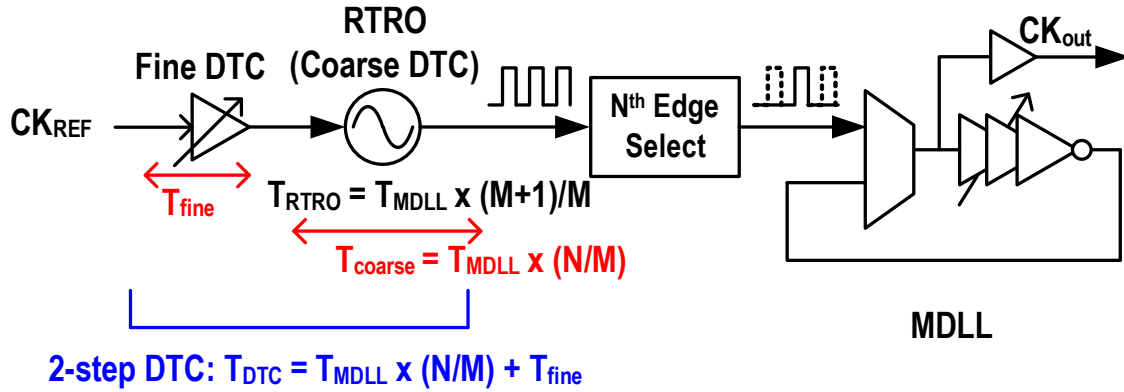 RTRO
(Coarse DTC)
Fine DTC
CKREF
Nth Edge
Select
CKout
Tfine
TRTRO = TMDLL x (M+1)/M
Tcoarse = TMDLL x (N/M)
MDLL
2-step DTC: TDTC = TMDLL x (N/M) + Tfine